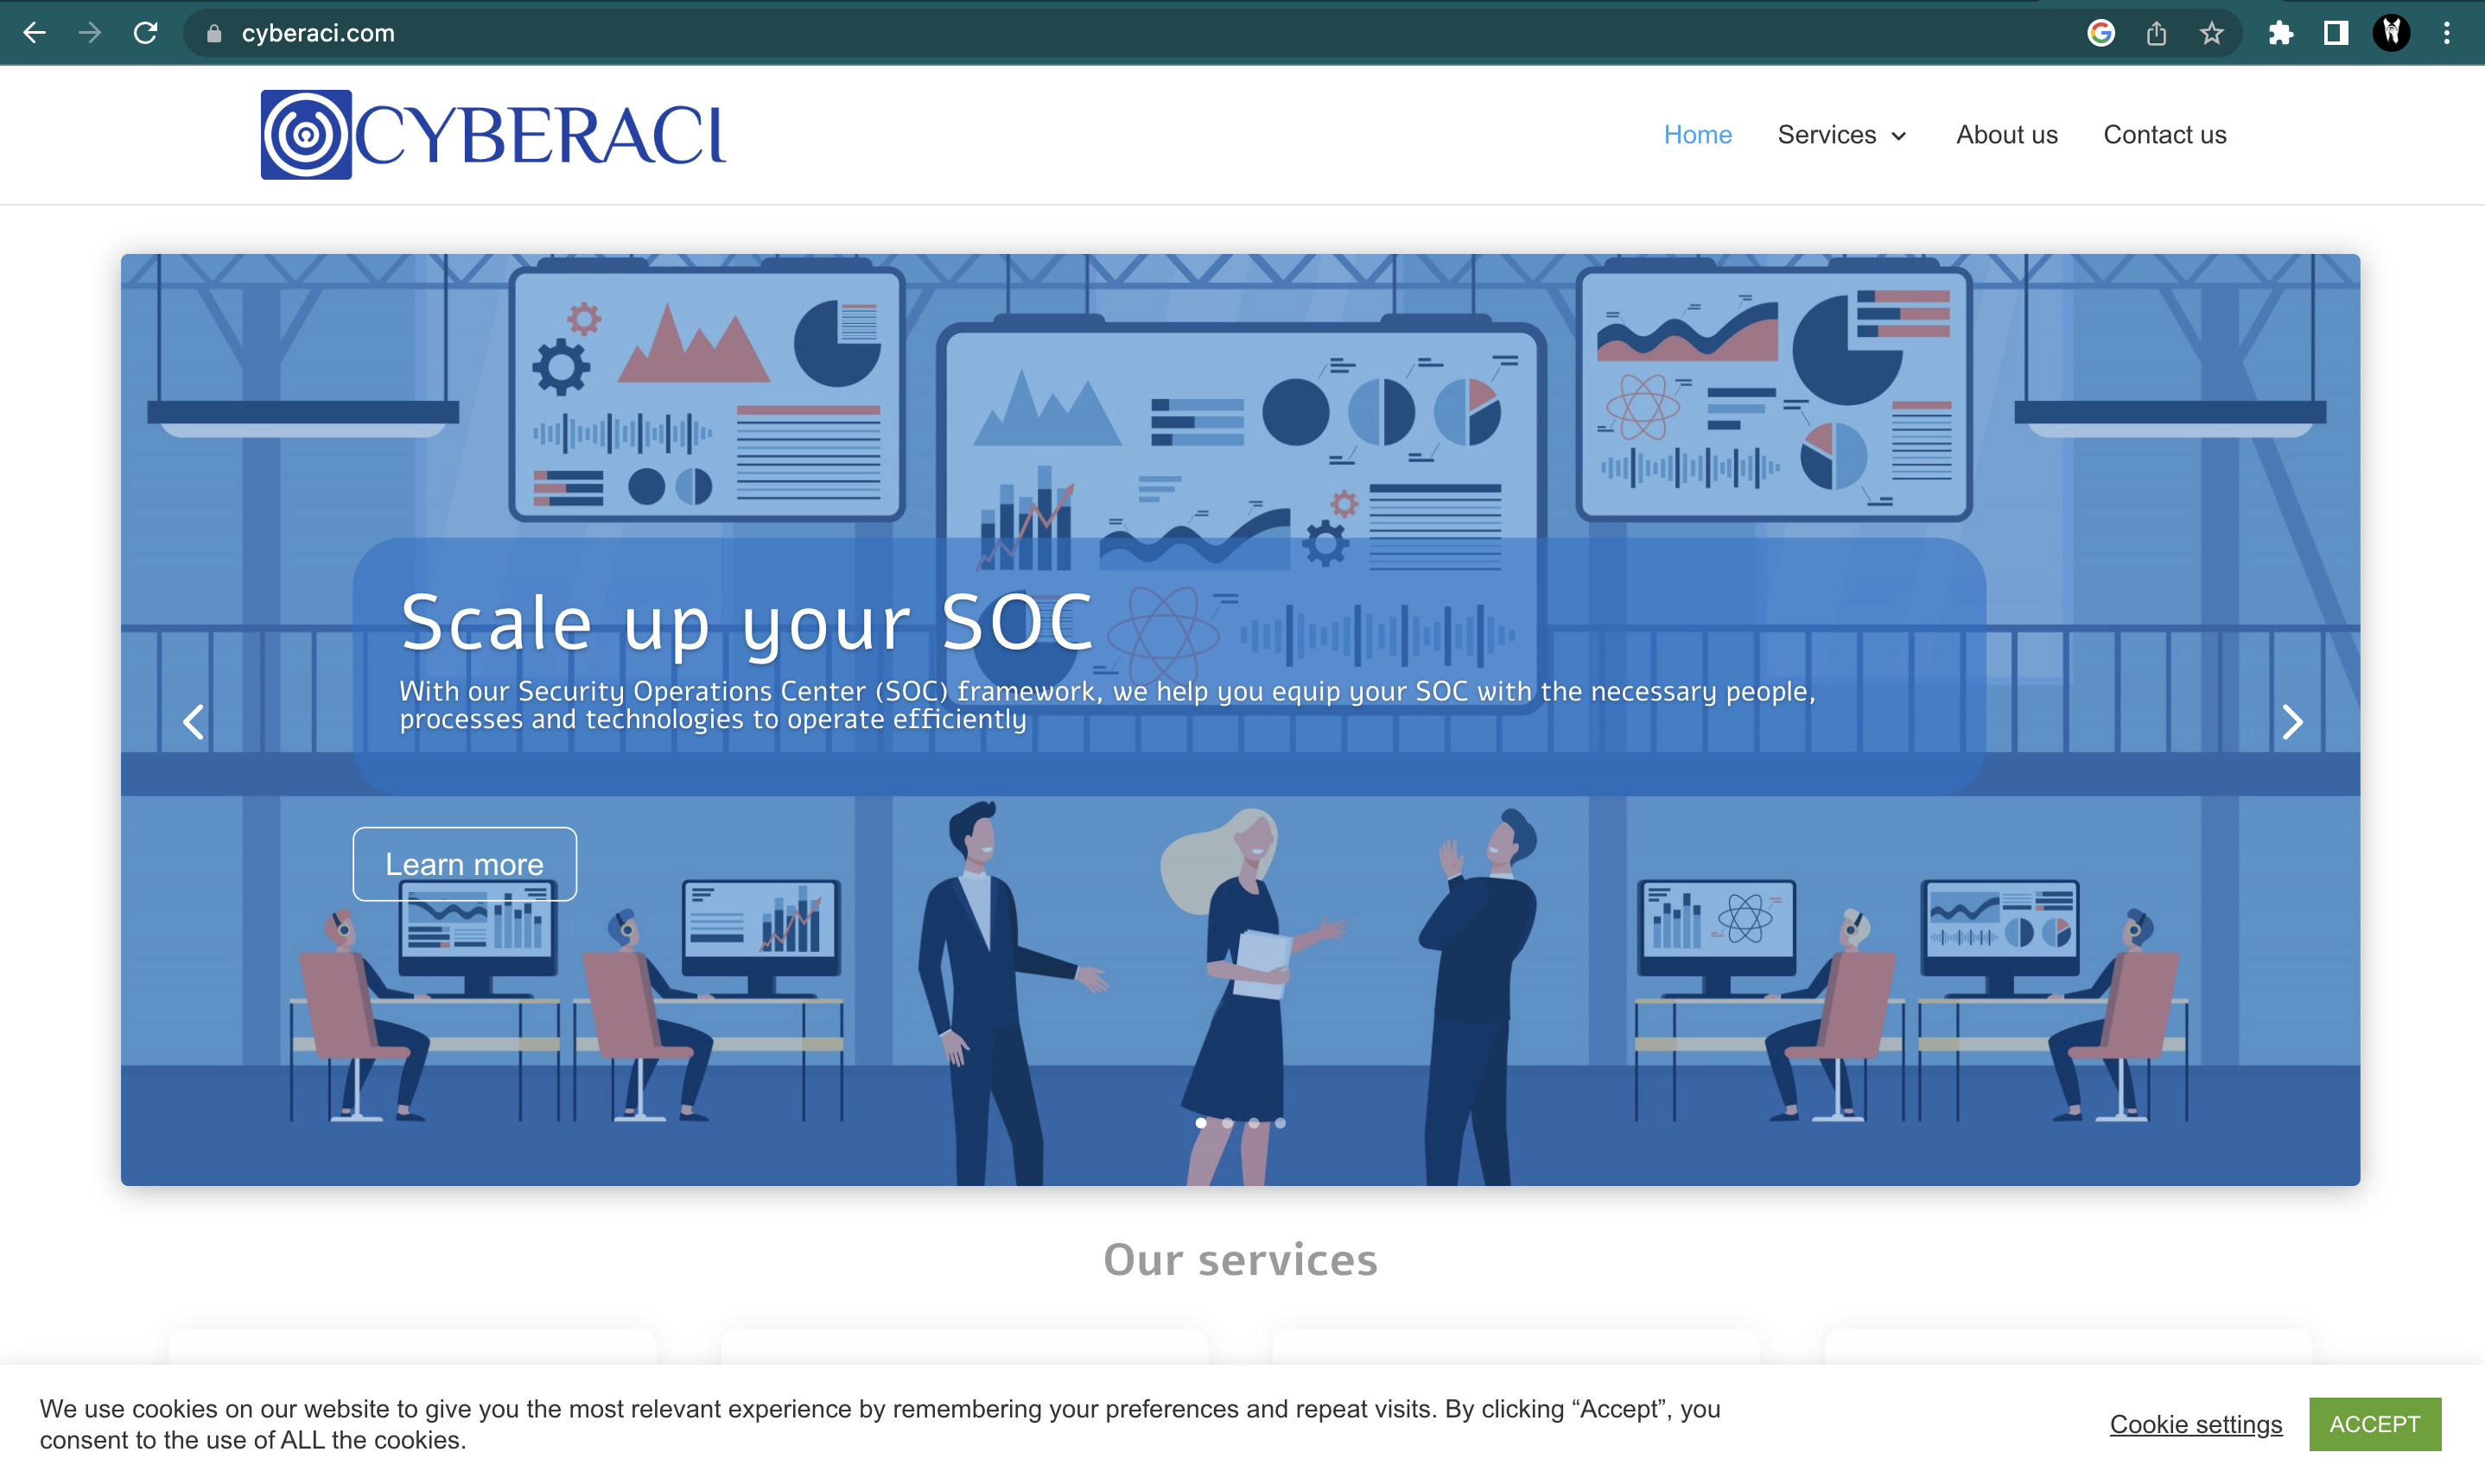 cyberaci.com
CYBERACI
Home Services About us Contact us
Scale up your SOC
With our Security Operations Center (SOC) framework, we help you equip your SOC with the necessary people,
processes and technologies to operate efficiently
Learn more
Our services
We use cookies on our website to give you the most relevant experience by remembering your preferences and repeat visits. By clicking “Accept”, you
consent to the use of ALL the cookies.
Cookie settings
ACCEPT